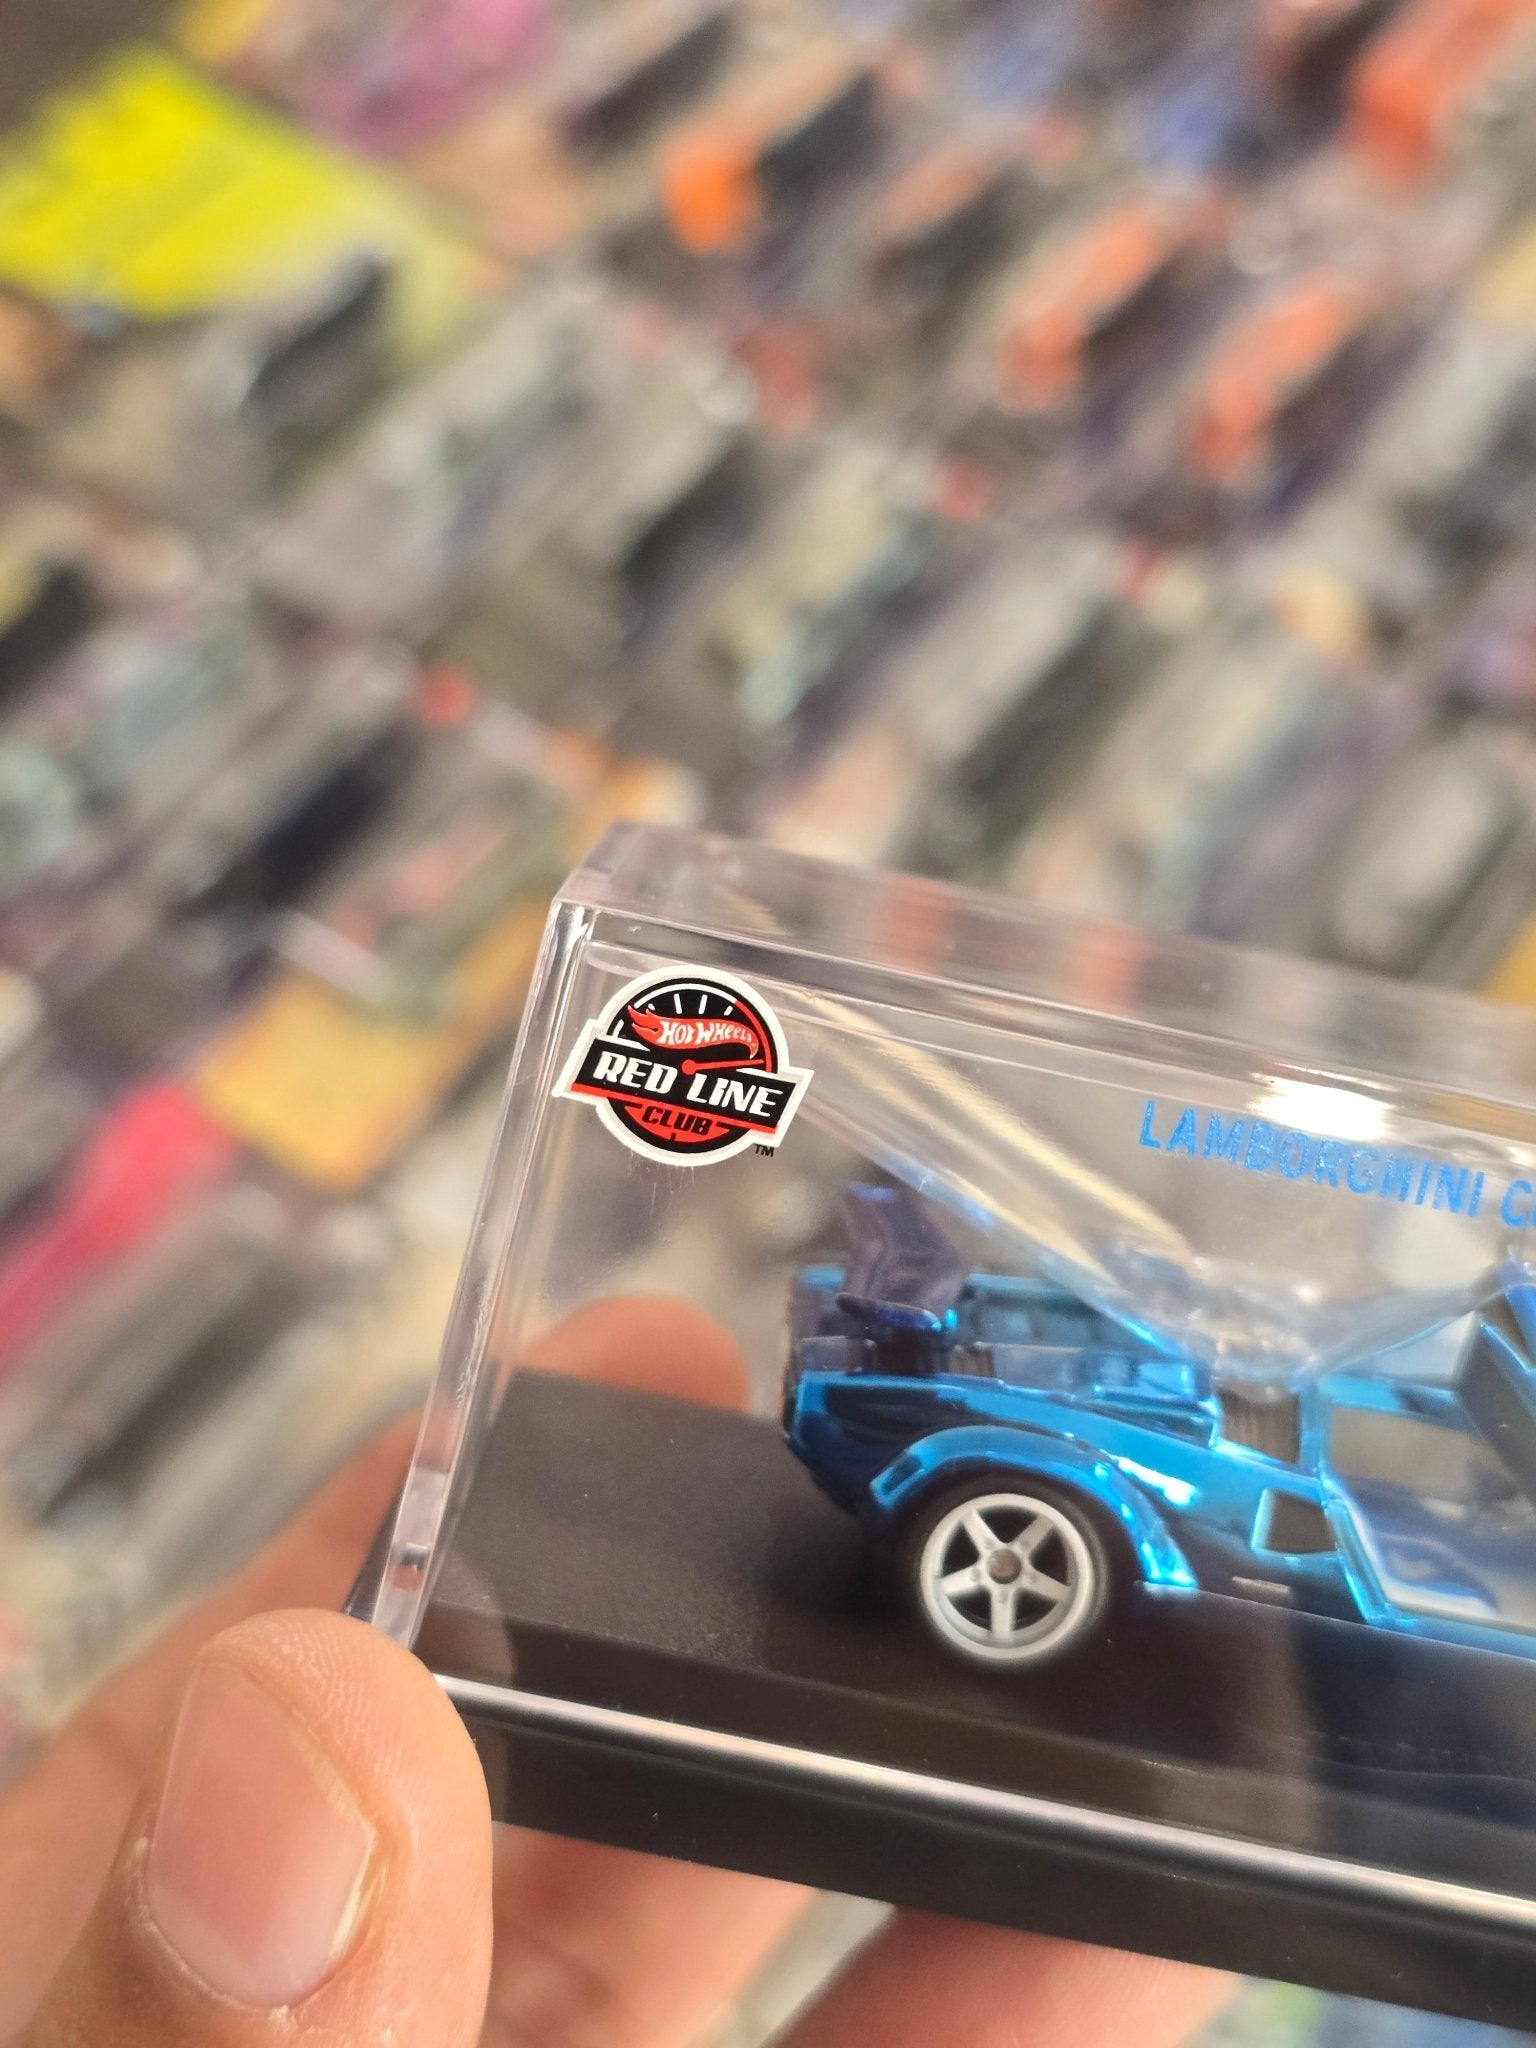 HOT WHEELS
RED LINE
CLUB
TM
LAMBORGHINI C